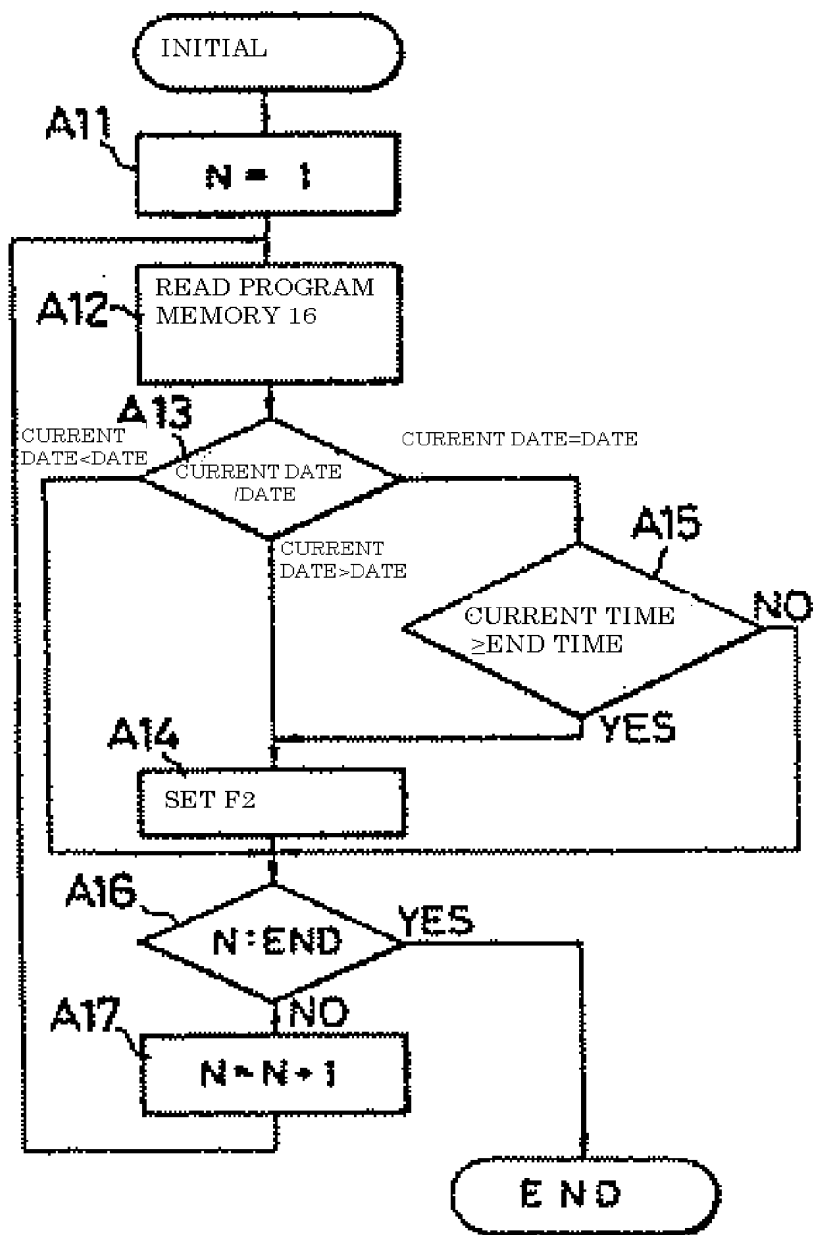 INITIAL
A11
N = 1
A12
READ PROGRAM
MEMORY 16
A13
CURRENT
DATE<DATE
CURRENT DATE
/DATE
CURRENT DATE=DATE
CURRENT
DATE>DATE
A15
CURRENT TIME
≥END TIME
NO
YES
A14
SET F2
A16
N:END
YES
NO
A17
N=N+1
END